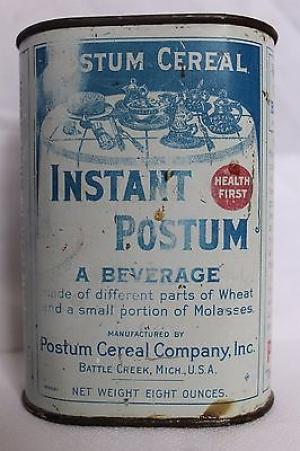 POSTUM CEREAL
INSTANT
HEALTH
FIRST
POSTUM
A BEVERAGE
made of different parts of Wheat
and a small portion of Molasses.
MANUFACTURED BY
Postum Cereal Company, Inc.
BATTLE CREEK, MICH., U.S.A.
NET WEIGHT EIGHT OUNCES.